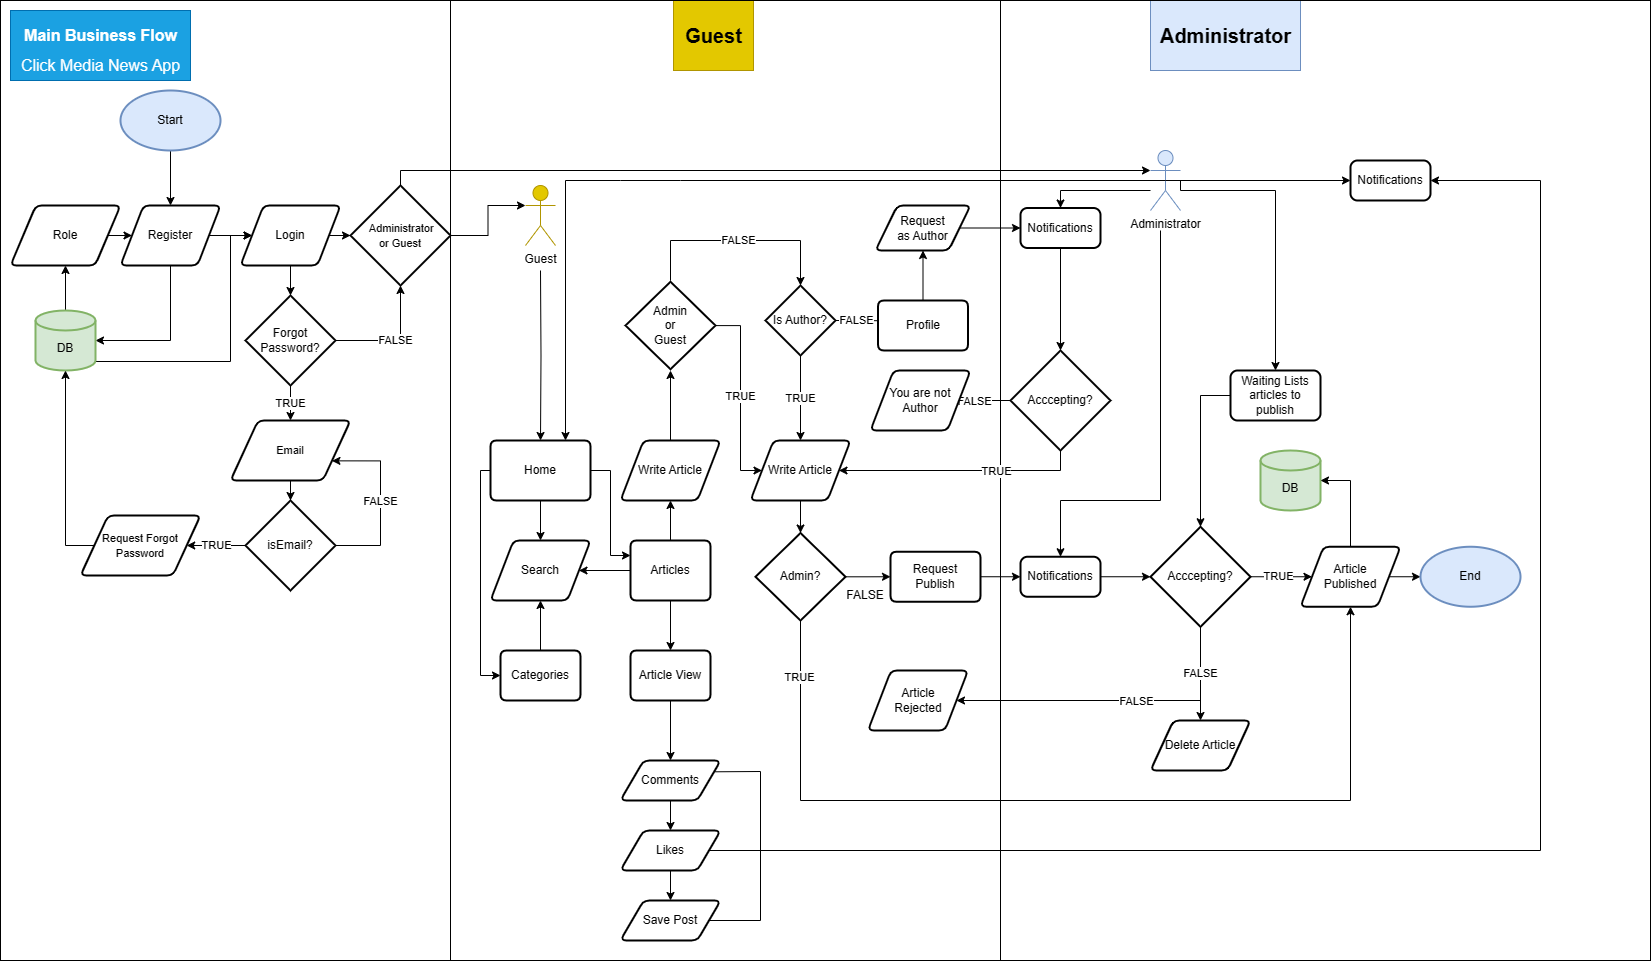 Main Business Flow
Click Media News App
Guest
Administrator
Start
Role
Register
Login
Administrator
or Guest
DB
Forgot
Password?
FALSE
TRUE
Email
FALSE
isEmail?
TRUE
Request Forgot
Password
Guest
Home
Search
Categories
Articles
Article View
Comments
Likes
Save Post
Write Article
Admin
or
Guest
FALSE
TRUE
Is Author?
FALSE
TRUE
Profile
Request
as Author
You are not
Author
Write Article
Admin?
FALSE
TRUE
Request
Publish
Article
Rejected
Administrator
Notifications
Notifications
Acccepting?
FALSE
TRUE
Waiting Lists
articles to
publish
DB
Notifications
Acccepting?
TRUE
FALSE
FALSE
Delete Article
Article
Published
End